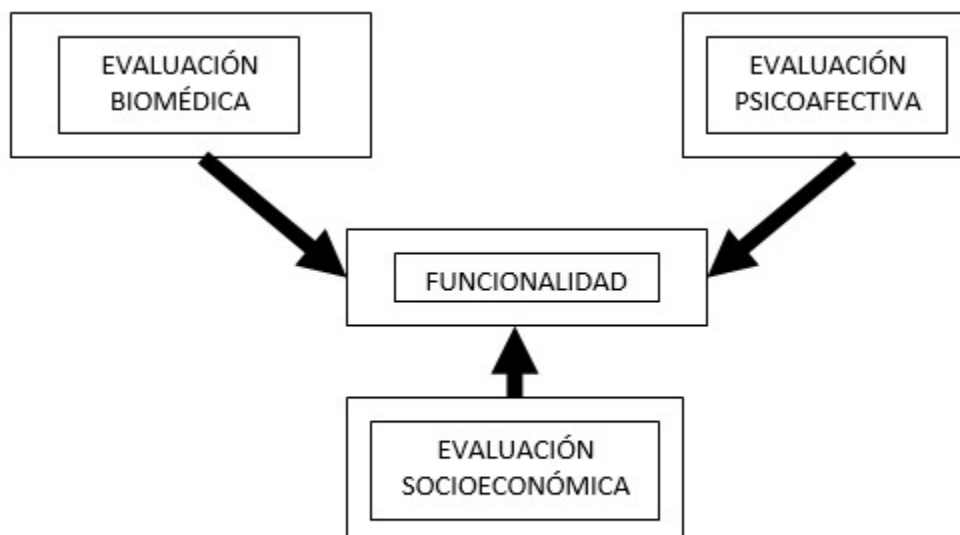 EVALUACIÓN
BIOMÉDICA
EVALUACIÓN
PSICOAFECTIVA
FUNCIONALIDAD
EVALUACIÓN
SOCIOECONÓMICA